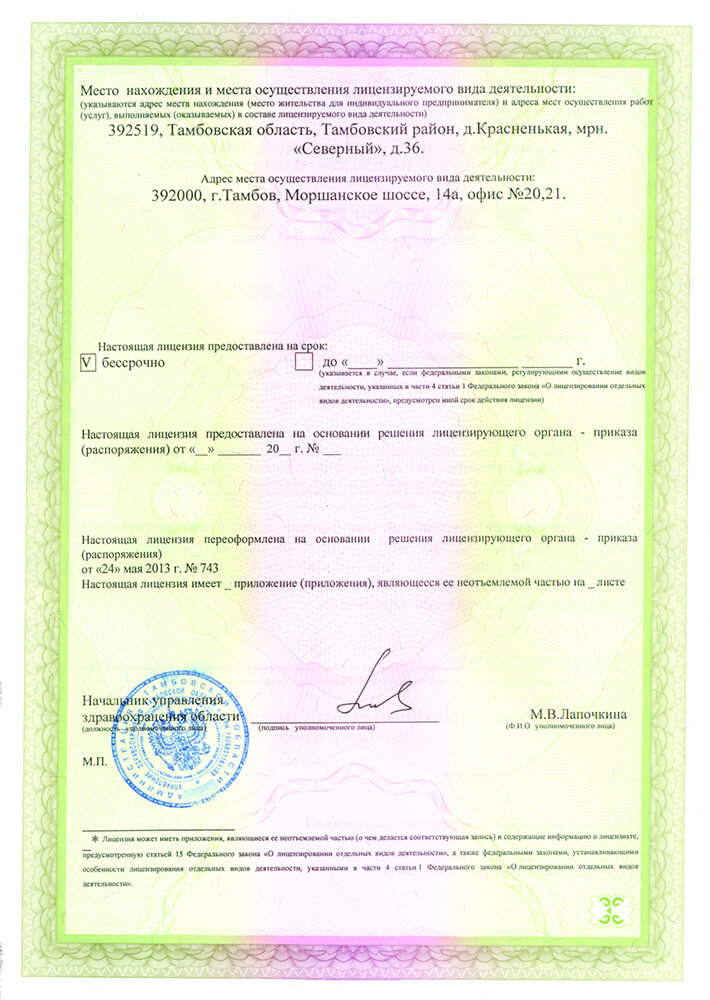 Место нахождения и места осуществления лицензируемого вида деятельности:
(указываются адрес места нахождения (место жительства для индивидуального предпринимателя) и адреса мест осуществления работ
(услуг), выполняемых (оказываемых) в составе лицензируемого вида деятельности)
392519, Тамбовская область, Тамбовский район, д.Красненькая, мрн.
«Северный», д.36.
Адрес места осуществления лицензируемого вида деятельности:
392000, г.Тамбов, Моршанское шоссе, 14а, офис №20,21.
Настоящая лицензия предоставлена на срок:
V бессрочно
до «____» ____________________ ________ г.
(указывается в случае, если федеральными законами, регулирующими осуществление видов
деятельности, указанных в части 4 статьи 1 Федерального закона «О лицензировании отдельных
видов деятельности», предусмотрен иной срок действия лицензии)
Настоящая лицензия предоставлена на основании решения лицензирующего органа - приказа
(распоряжения) от «__» _______ 20__ г. № ___
Настоящая лицензия переоформлена на основании решения лицензирующего органа - приказа
(распоряжения)
от «24» мая 2013 г. № 743
Настоящая лицензия имеет _ приложение (приложения), являющееся ее неотъемлемой частью на _ листе
Начальник управления
здравоохранения области
(должность уполномоченного лица)
(подпись уполномоченного лица)
М.В.Лапочкина
(Ф.И.О. уполномоченного лица)
М.П.
АДМИНИСТРАЦИЯ ТАМБОВСКОЙ ОБЛАСТИ
* Лицензия может иметь приложения, являющиеся ее неотъемлемой частью (о чем делается соответствующая запись) и содержащие информацию о лицензиате,
предусмотренную статьей 15 Федерального закона «О лицензировании отдельных видов деятельности», а также федеральными законами, устанавливающими
особенности лицензирования отдельных видов деятельности, указанными в части 4 статьи 1 Федерального закона «О лицензировании отдельных видов
деятельности».